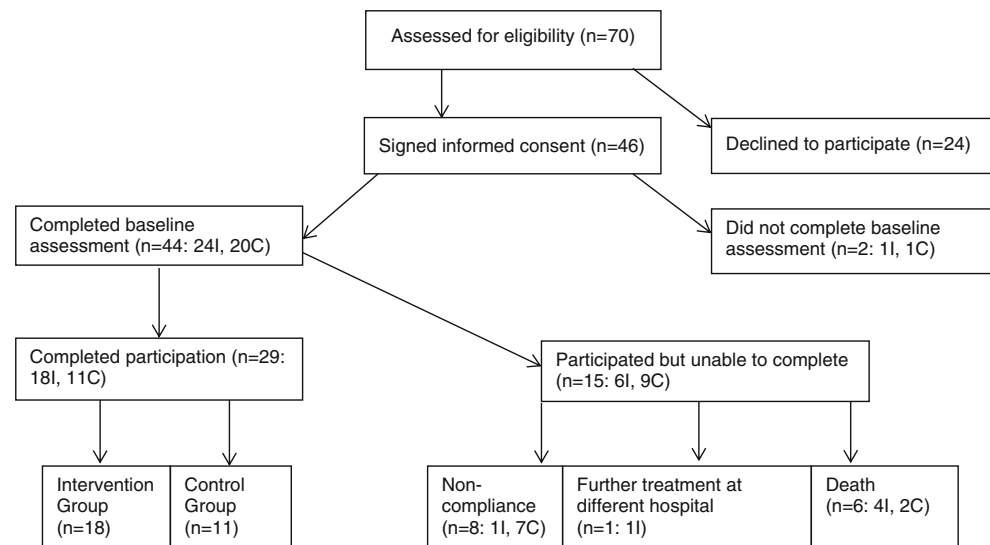 Assessed for eligibility (n=70)
Signed informed consent (n=46)
Declined to participate (n=24)
Completed baseline
assessment (n=44: 24I, 20C)
Did not complete baseline
assessment (n=2: 1I, 1C)
Completed participation (n=29:
18I, 11C)
Participated but unable to complete
(n=15: 6I, 9C)
Intervention
Group
(n=18)
Control
Group
(n=11)
Non-
compliance
(n=8: 1I, 7C)
Further treatment at
different hospital
(n=1: 1I)
Death
(n=6: 4I, 2C)